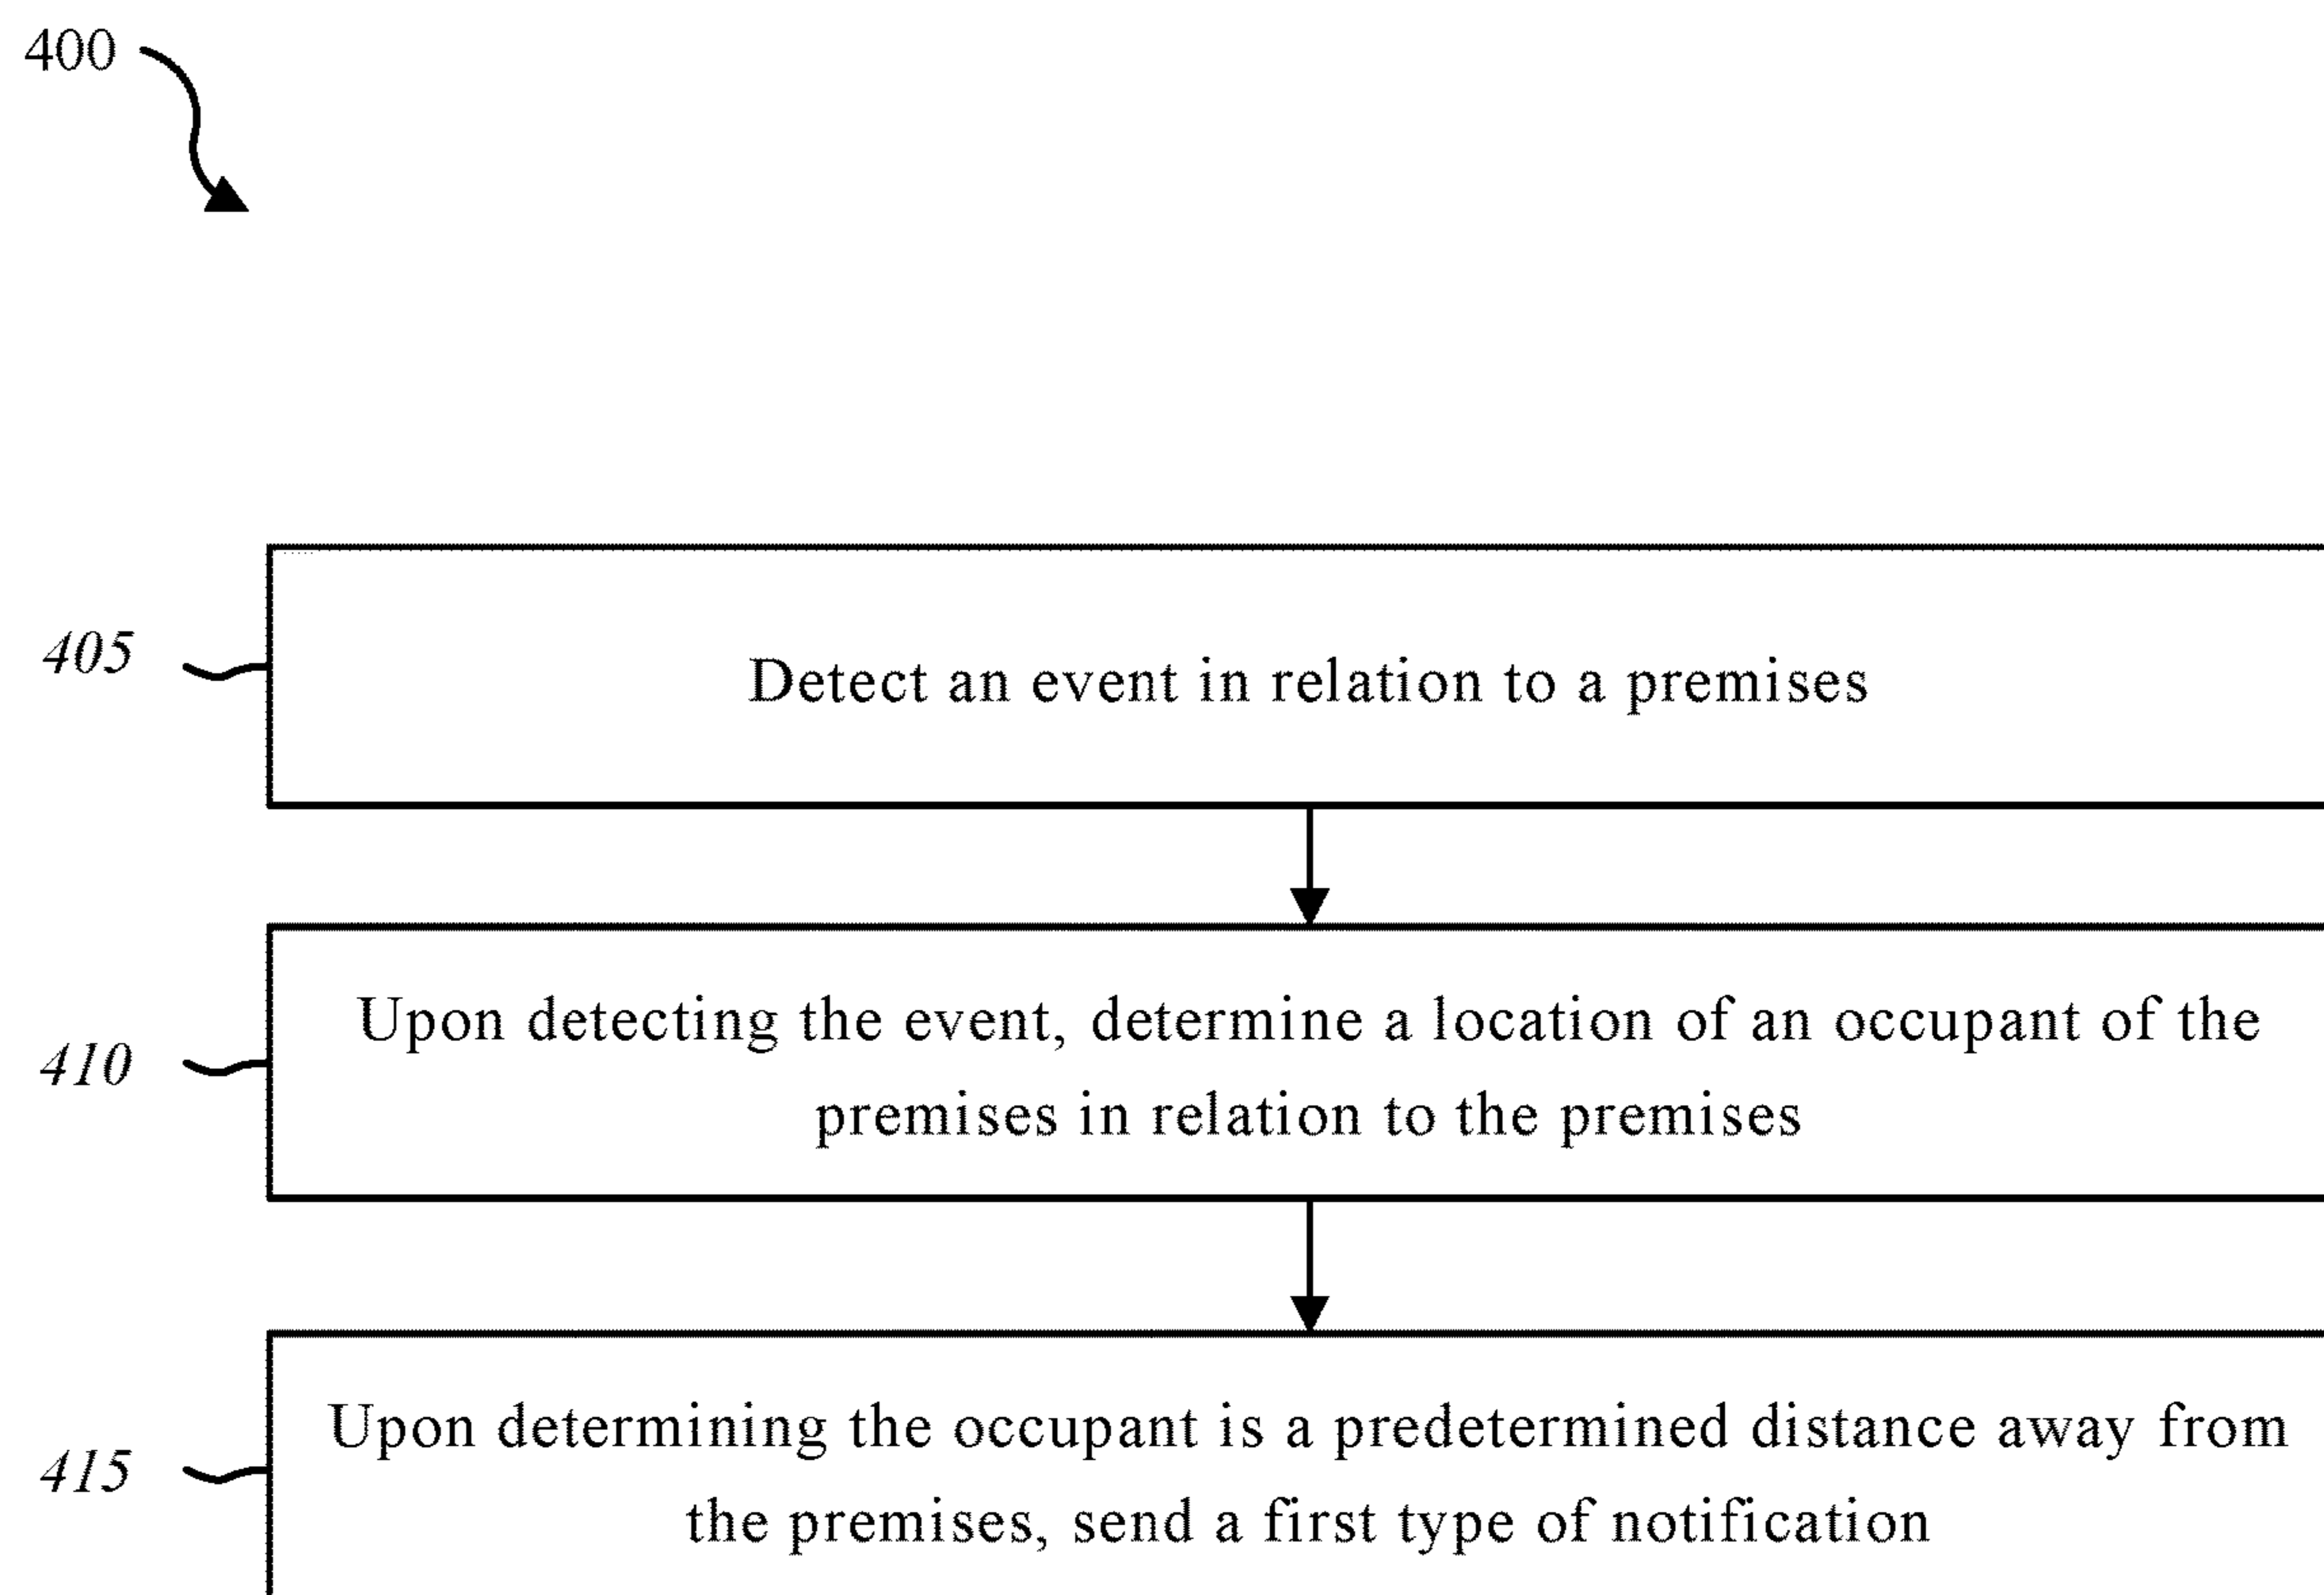 400
405
Detect an event in relation to a premises
410
Upon detecting the event, determine a location of an occupant of the
premises in relation to the premises
415
Upon determining the occupant is a predetermined distance away from
the premises, send a first type of notification